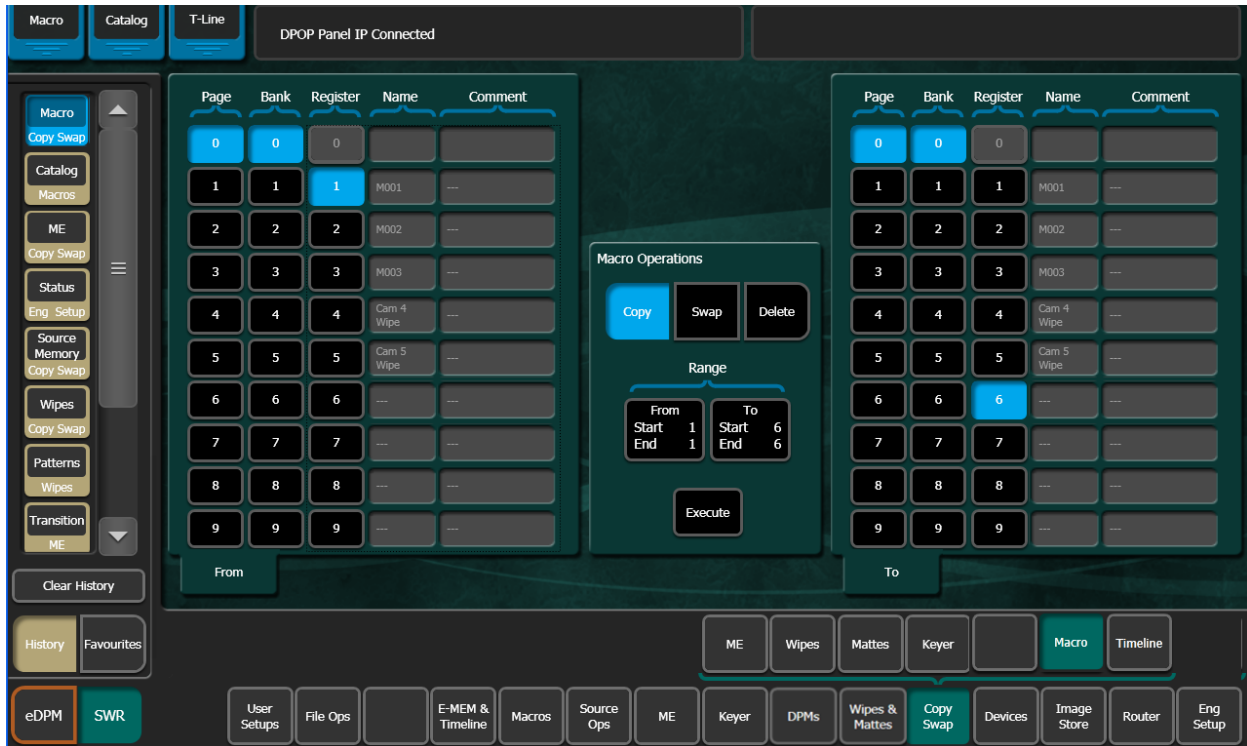 Macro
Catalog
T-Line
DPOP Panel IP Connected
Macro
Copy Swap
Catalog
Macros
ME
Copy Swap
Status
Eng Setup
Source
Memory
Copy Swap
Wipes
Copy Swap
Patterns
Wipes
Transition
ME
Clear History
History
Favourites
eDPM
SWR
Page Bank Register Name Comment
0 0 0
1 1 1 M001 ---
2 2 2 M002 ---
3 3 3 M003 ---
4 4 4 Cam 4 ---
Wipe
5 5 5 Cam 5 ---
Wipe
6 6 6 --- ---
7 7 7 --- ---
8 8 8 --- ---
9 9 9 --- ---
From
Macro Operations
Copy Swap Delete
Range
From
Start 1
End 1
To
Start 6
End 6
Execute
Page Bank Register Name Comment
0 0 0
1 1 1 M001 ---
2 2 2 M002 ---
3 3 3 M003 ---
4 4 4 Cam 4 ---
Wipe
5 5 5 Cam 5 ---
Wipe
6 6 6 --- ---
7 7 7 --- ---
8 8 8 --- ---
9 9 9 --- ---
To
ME
Wipes
Mattes
Keyer
Macro
Timeline
User
Setups
File Ops
E-MEM &
Timeline
Macros
Source
Ops
ME
Keyer
DPMs
Wipes &
Mattes
Copy
Swap
Devices
Image
Store
Router
Eng
Setup